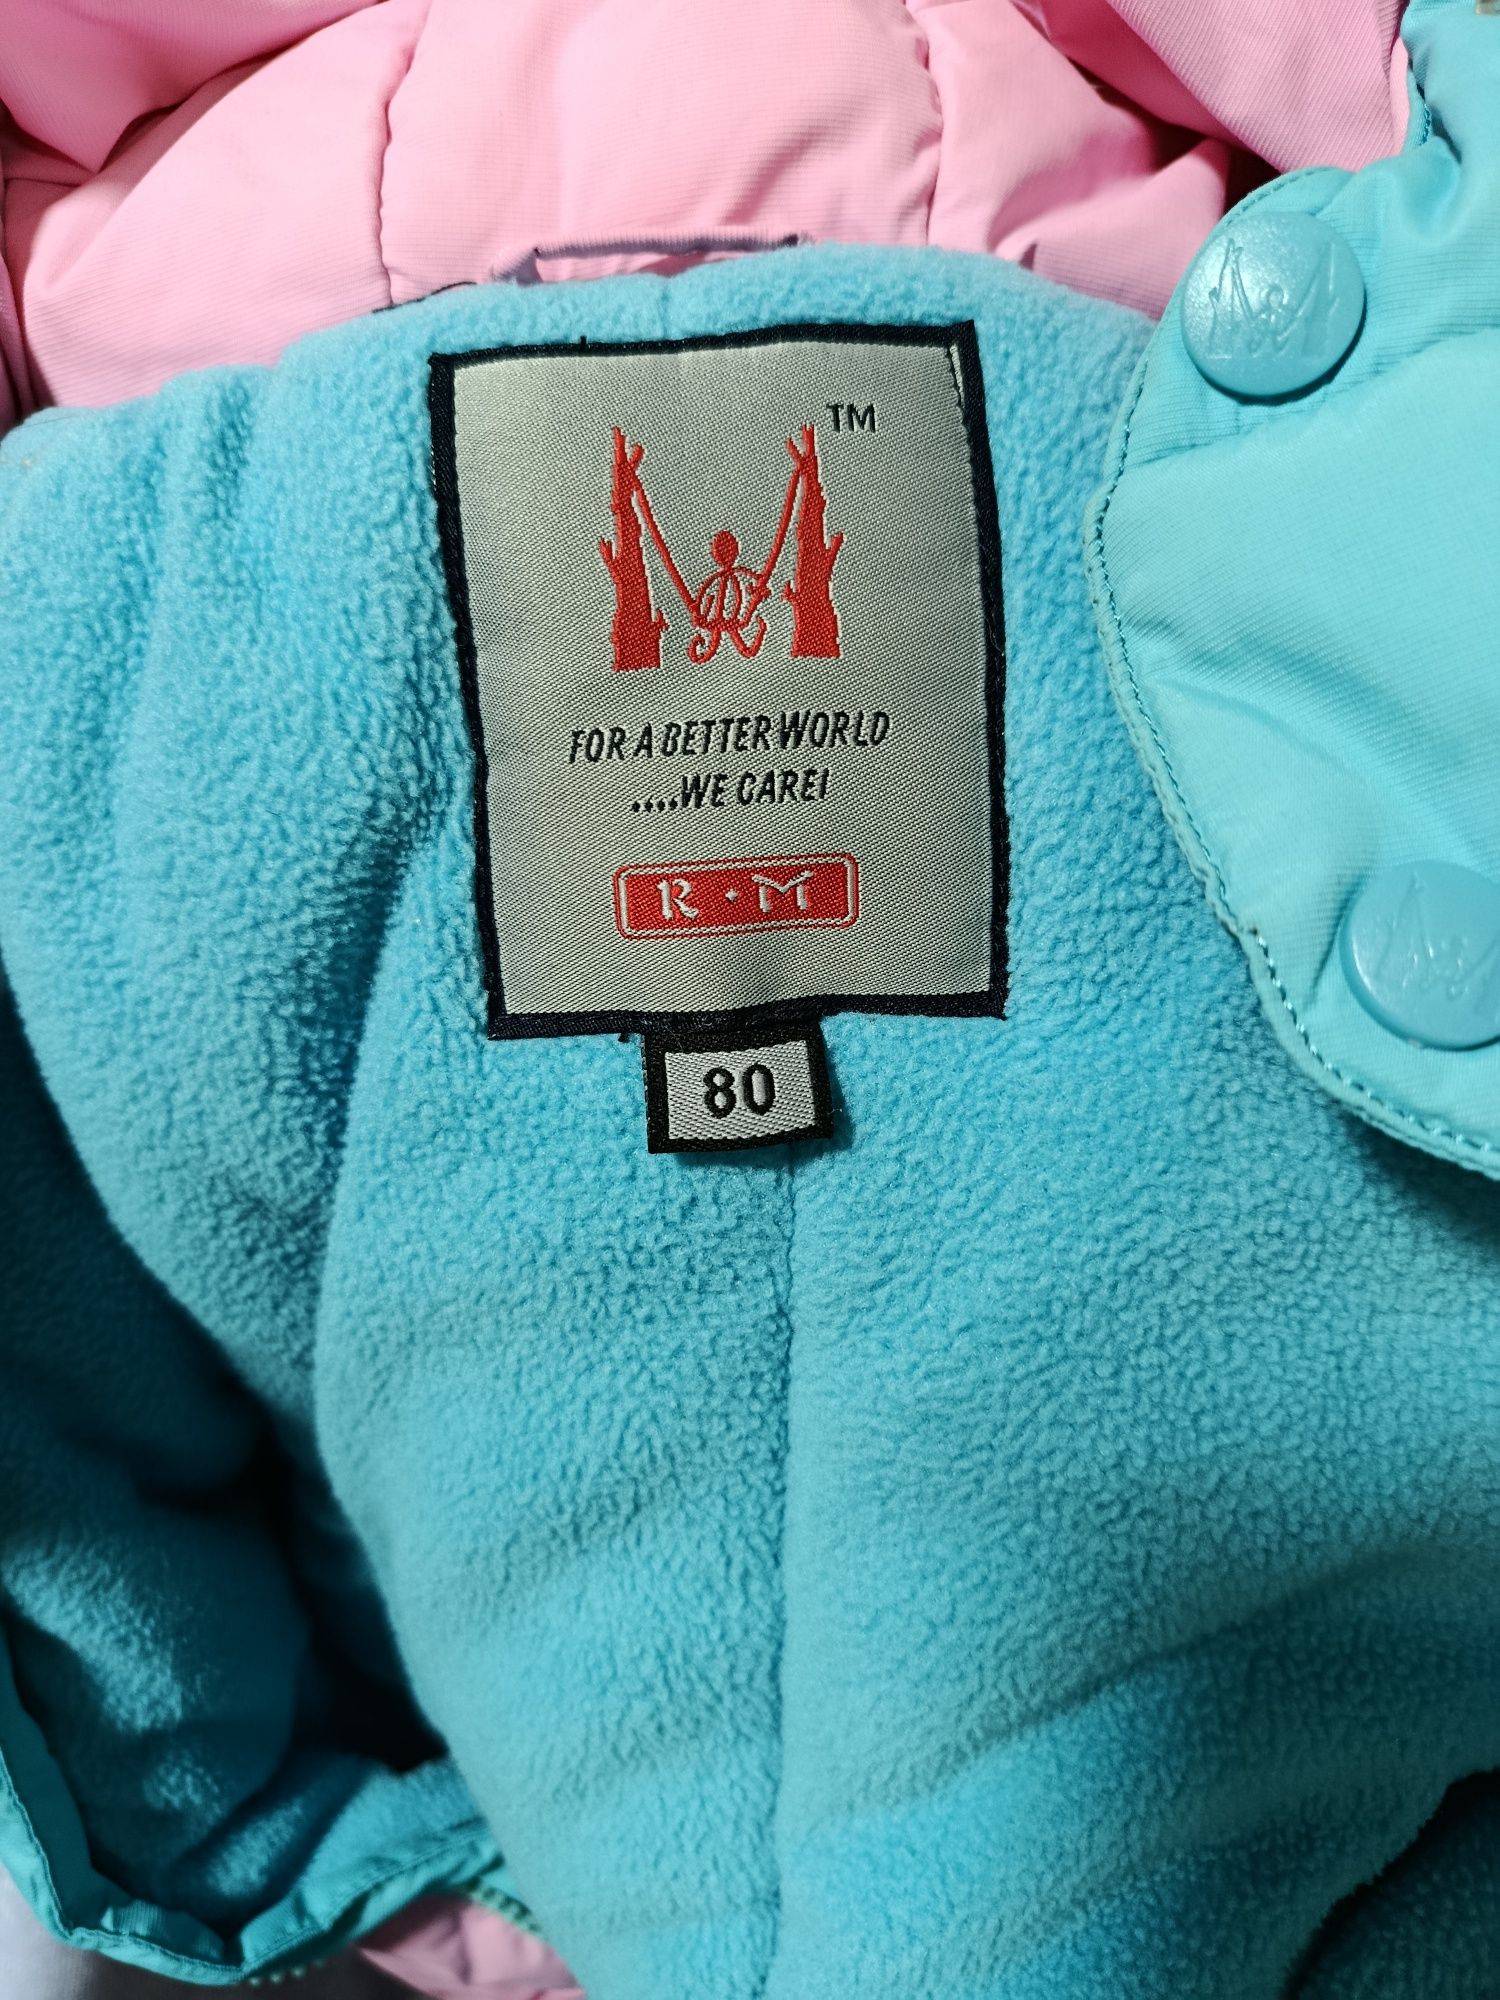 TM
FOR A BETTER WORLD
....WE CARE!
R·M
80